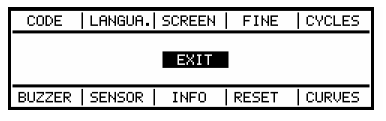 CODE | LANGUA. | SCREEN | FINE | CYCLES
EXIT
BUZZER | SENSOR | INFO | RESET | CURVES